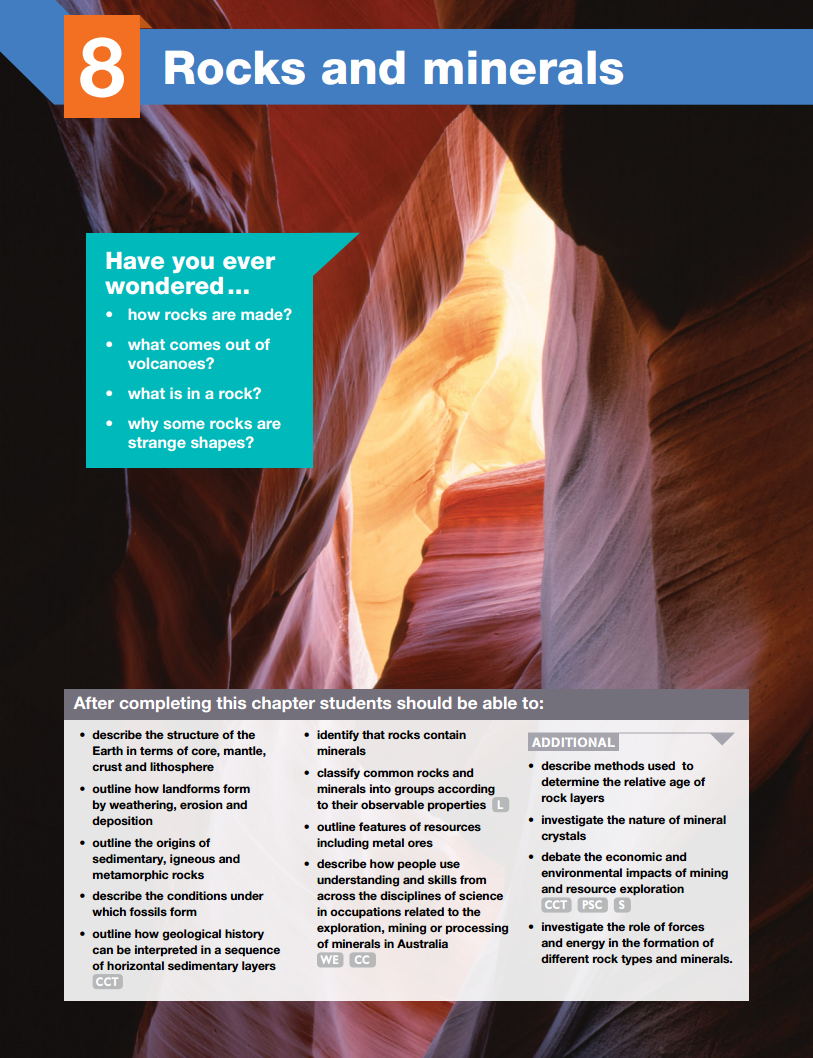 8
Rocks and minerals
Have you ever
wondered...
• how rocks are made?
• what comes out of
volcanoes?
• what is in a rock?
• why some rocks are
strange shapes?
After completing this chapter students should be able to:
• describe the structure of the
Earth in terms of core, mantle,
crust and lithosphere
• outline how landforms form
by weathering, erosion and
deposition
• outline the origins of
sedimentary, igneous and
metamorphic rocks
• describe the conditions under
which fossils form
• outline how geological history
can be interpreted in a sequence
of horizontal sedimentary layers
CCT
• identify that rocks contain
minerals
• classify common rocks and
minerals into groups according
to their observable properties L
• outline features of resources
including metal ores
• describe how people use
understanding and skills from
across the disciplines of science
in occupations related to the
exploration, mining or processing
of minerals in Australia
WE CC
ADDITIONAL
• describe methods used to
determine the relative age of
rock layers
• investigate the nature of mineral
crystals
• debate the economic and
environmental impacts of mining
and resource exploration
CCT PSC S
• investigate the role of forces
and energy in the formation of
different rock types and minerals.